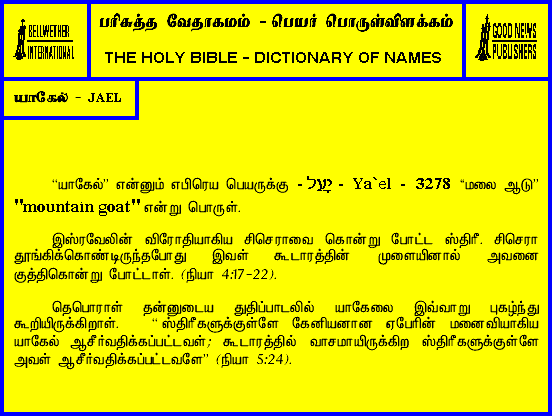 BELLWETHER
INTERNATIONAL
பரிசுத்த வேதாகமம் - பெயர் பொருள்விளக்கம்
THE HOLY BIBLE - DICTIONARY OF NAMES
GOOD NEWS
PUBLISHERS
யாகேல் - JAEL
“யாகேல்” என்னும் எபிரெய பெயருக்கு - יָעֵל - Ya`el - 3278 “மலை ஆடு”
"mountain goat" என்று பொருள்.
இஸ்ரவேலின் விரோதியாகிய சிசெராவை கொன்று போட்ட ஸ்திரீ. சிசெரா
தூங்கிக்கொண்டிருந்தபோது இவள் கூடாரத்தின் முளையினால் அவனை
குத்திகொன்று போட்டாள். (நியா 4:17-22).
தெபொராள் தன்னுடைய துதிப்பாடலில் யாகேலை இவ்வாறு புகழ்ந்து
கூறியிருக்கிறாள். “ஸ்திரீகளுக்குள்ளே கேனியனான ஏபேரின் மனைவியாகிய
யாகேல் ஆசீர்வதிக்கப்பட்டவள்; கூடாரத்தில் வாசமாயிருக்கிற ஸ்திரீகளுக்குள்ளே
அவள் ஆசீர்வதிக்கப்பட்டவளே” (நியா 5:24).